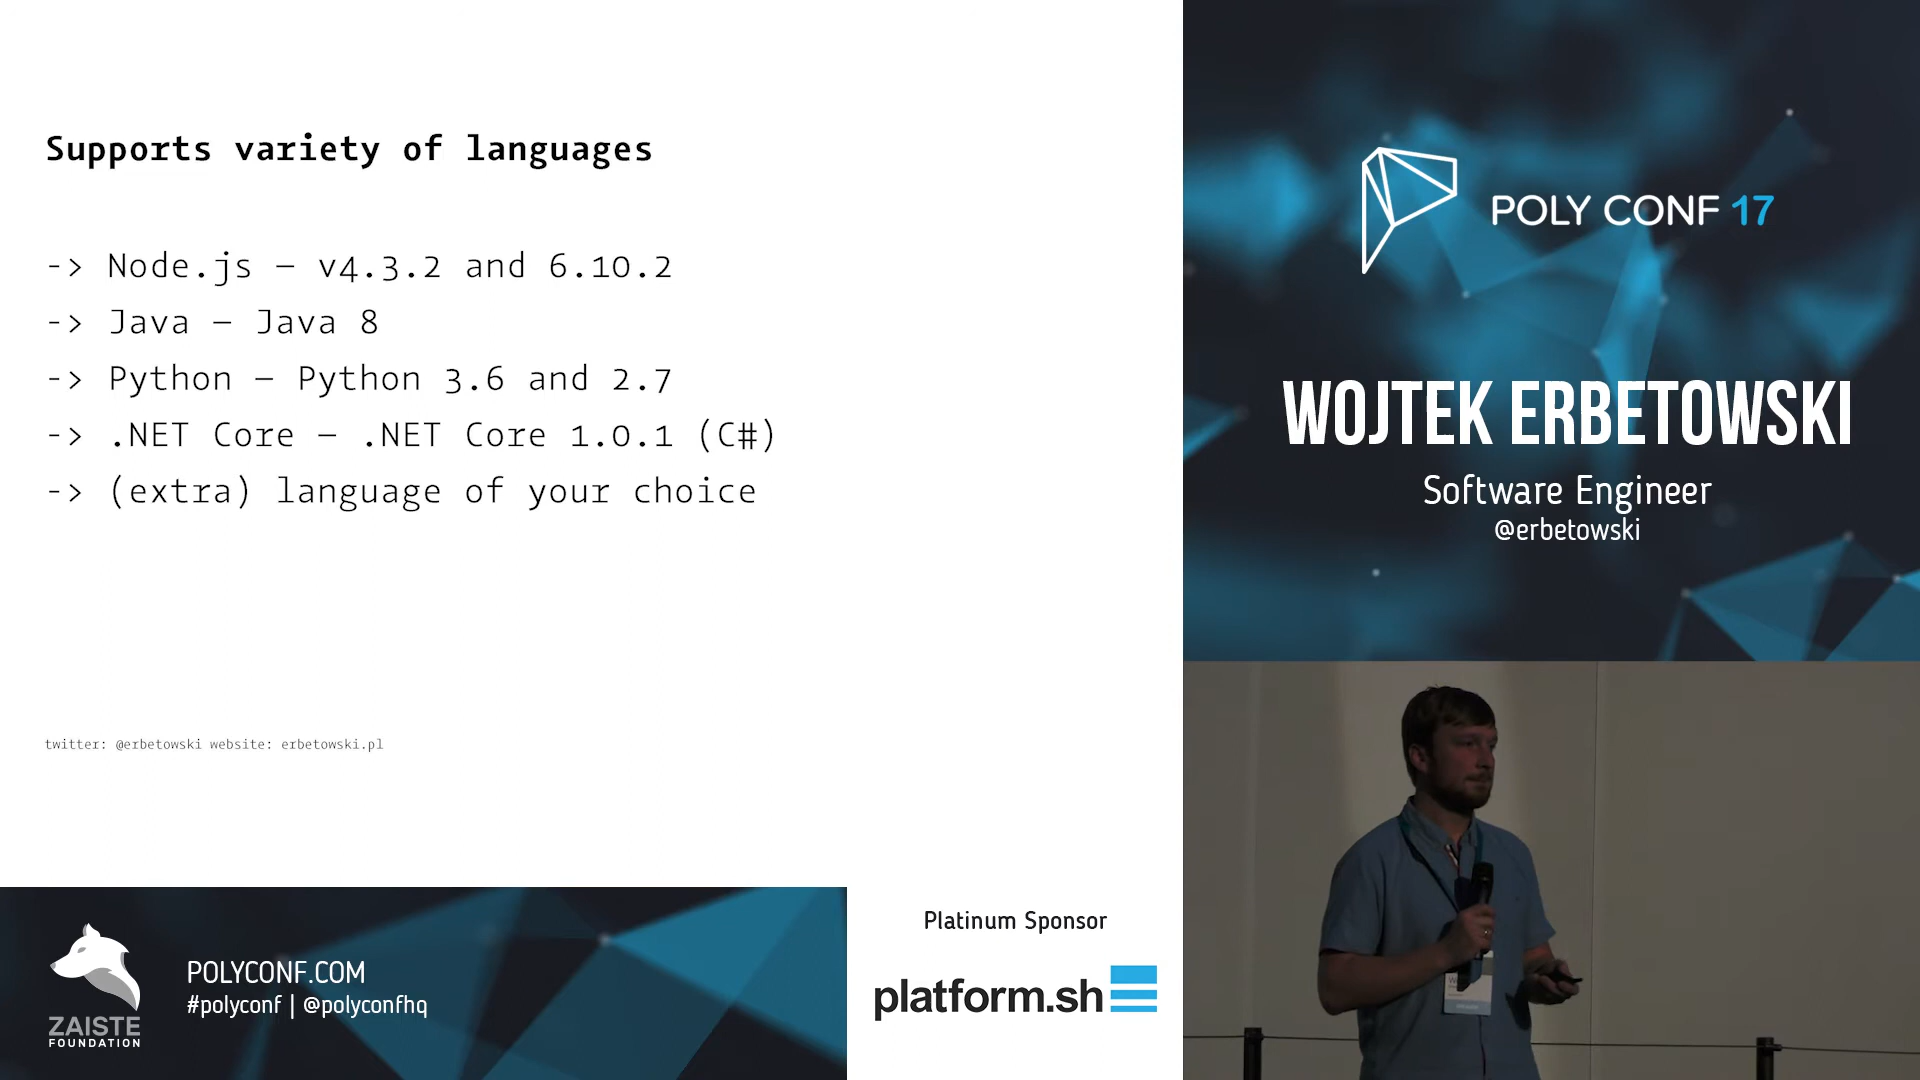 Supports variety of languages
-> Node.js – v4.3.2 and 6.10.2
-> Java – Java 8
-> Python – Python 3.6 and 2.7
-> .NET Core – .NET Core 1.0.1 (C#)
-> (extra) language of your choice
twitter: @erbetowski website: erbetowski.pl
POLY CONF 17
WOJTEK ERBETOWSKI
Software Engineer
@erbetowski
ZAISTE
FOUNDATION
POLYCONF.COM
#polyconf | @polyconfhq
Platinum Sponsor
platform.sh